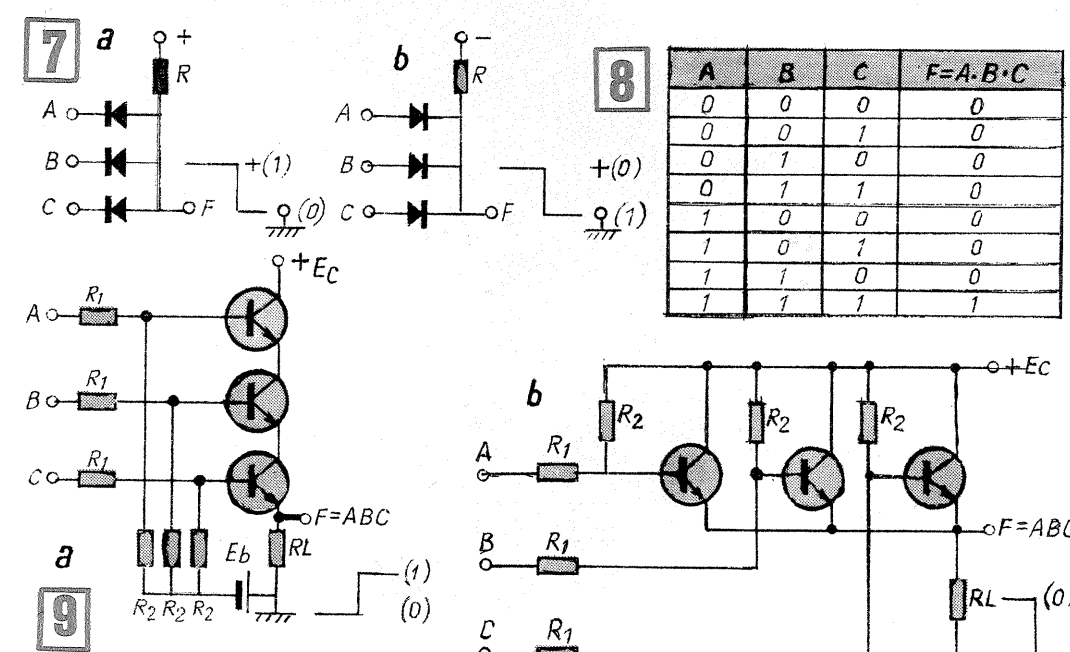 7 a + R
A
B +(1)
C F (0)
b - R
A
B +(0)
C F (1)
8
A B C F=A·B·C
0 0 0 0
0 0 1 0
0 1 0 0
0 1 1 0
1 0 0 0
1 0 1 0
1 1 0 0
1 1 1 1
+EC
A R1
B R1
C R1
F=ABC
a Eb RL
R2 R2 R2
(1)
(0)
9
b +Ec
R2 R2 R2
A R1
F=ABC
B R1
RL (0)
C R1